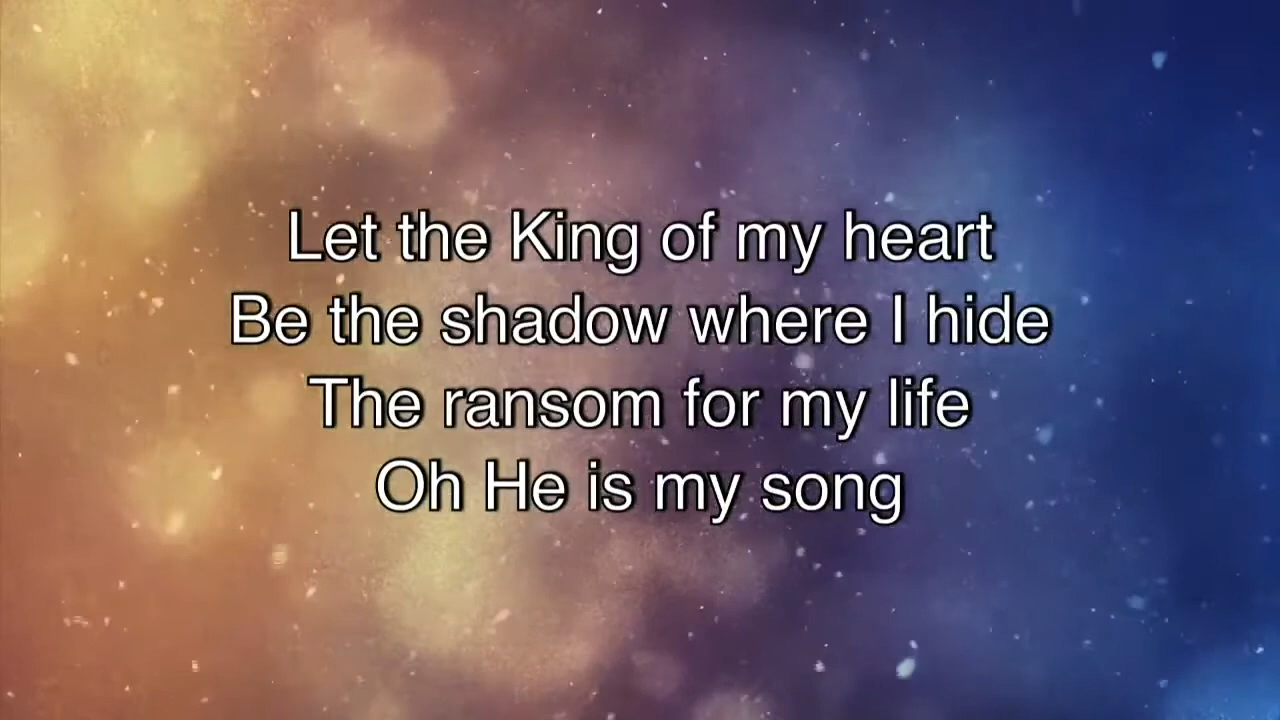 Let the King of my heart
Be the shadow where I hide
The ransom for my life
Oh He is my song